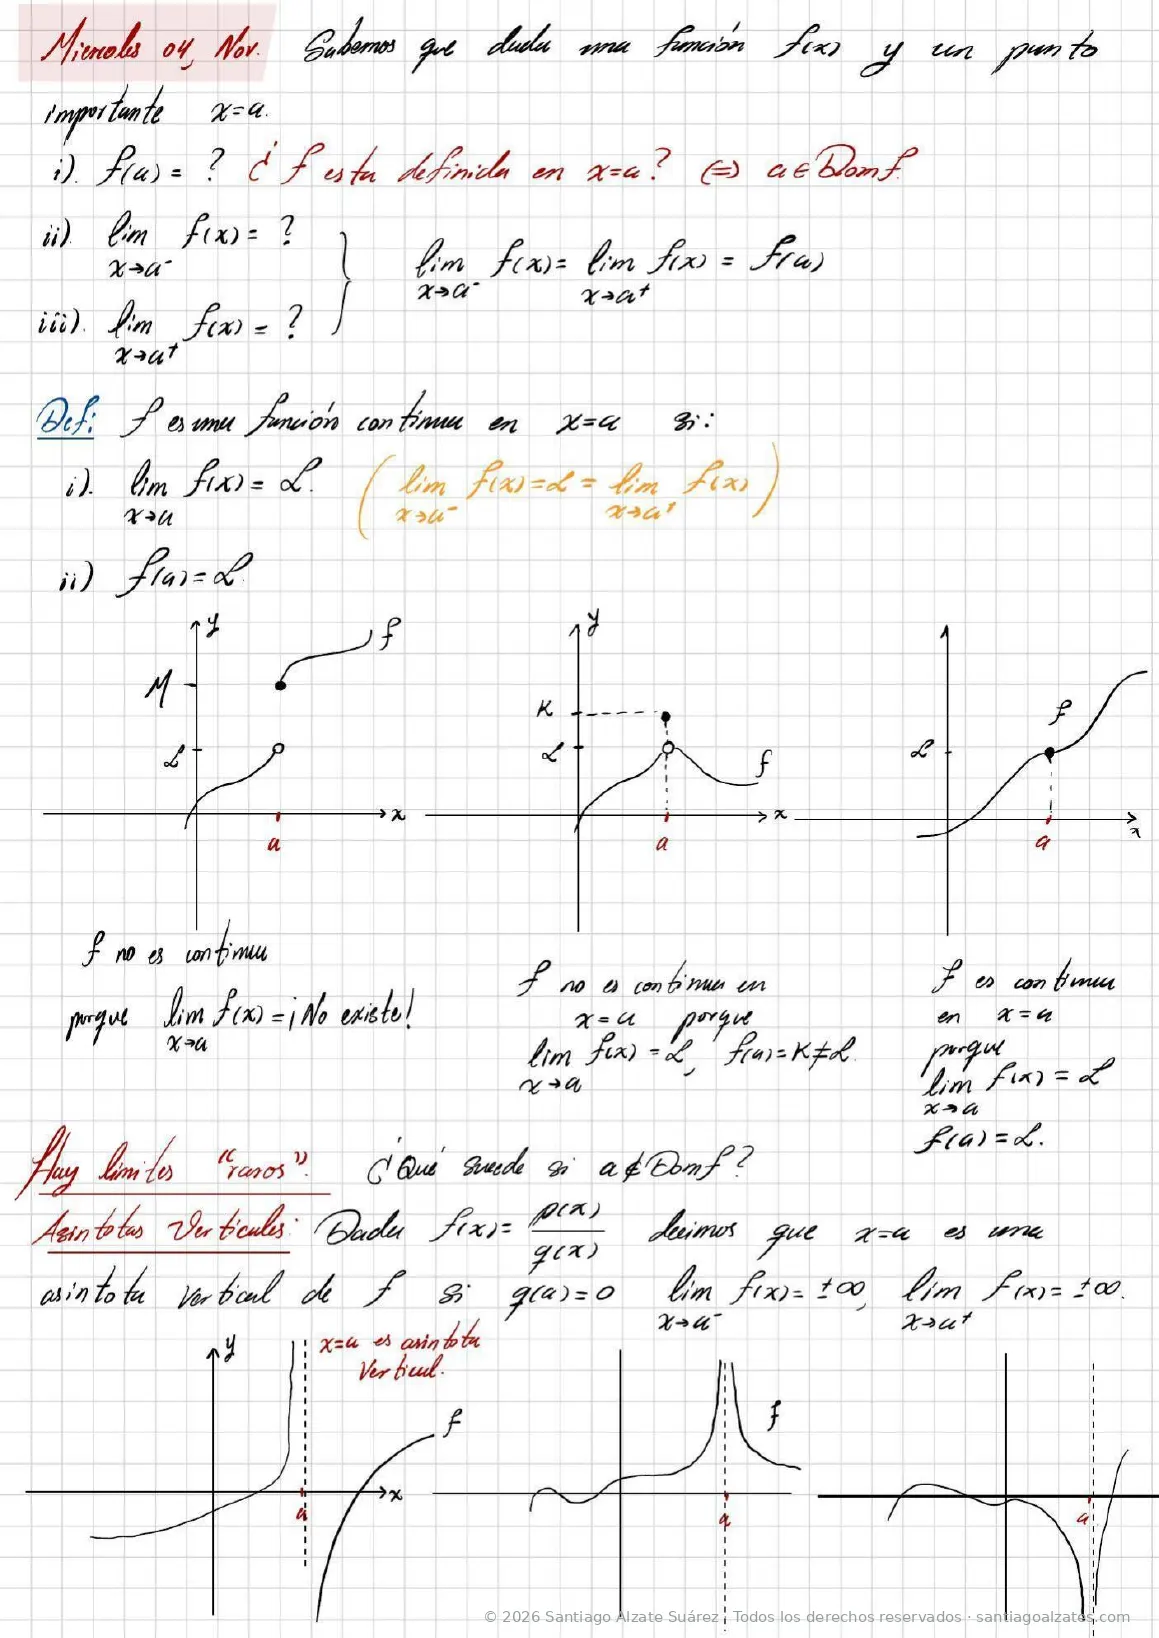 Miercoles 04, Nov. Sabemos que dada una función f(x) y un punto
importante x=a.
i). f(a) = ? ¿ f esta definida en x=a? (⇒) a ∈ Dom f.
ii). lim f(x) = ?
x→a⁻
lim f(x) = lim f(x) = f(a)
x→a⁻ x→a⁺
iii). lim f(x) = ?
x→a⁺
Def: f es una función continua en x=a si:
i). lim f(x) = L. ( lim f(x) = L = lim f(x) )
x→a x→a⁻ x→a⁺
ii) f(a) = L.
y f M L x a
y K L f x a
L f x a
f no es continua
porque lim f(x) = ¡No existe!
x→a
f no es continua en
x=a porque
lim f(x) = L, f(a) = K ≠ L.
x→a
f es continua
en x=a
porque
lim f(x) = L
x→a
f(a) = L.
Hay limites "raros". ¿Qué sucede si a ∉ Dom f?
Asintotas Verticales: Dada f(x) = p(x)/q(x) decimos que x=a es una
asintota vertical de f si q(a)=0 lim f(x) = ±∞, lim f(x) = ±∞.
x→a⁻ x→a⁺
y x=a es asintota
Vertical.
f x a
f a
a
© 2026 Santiago Alzate Suárez · Todos los derechos reservados · santiagoalzates.com